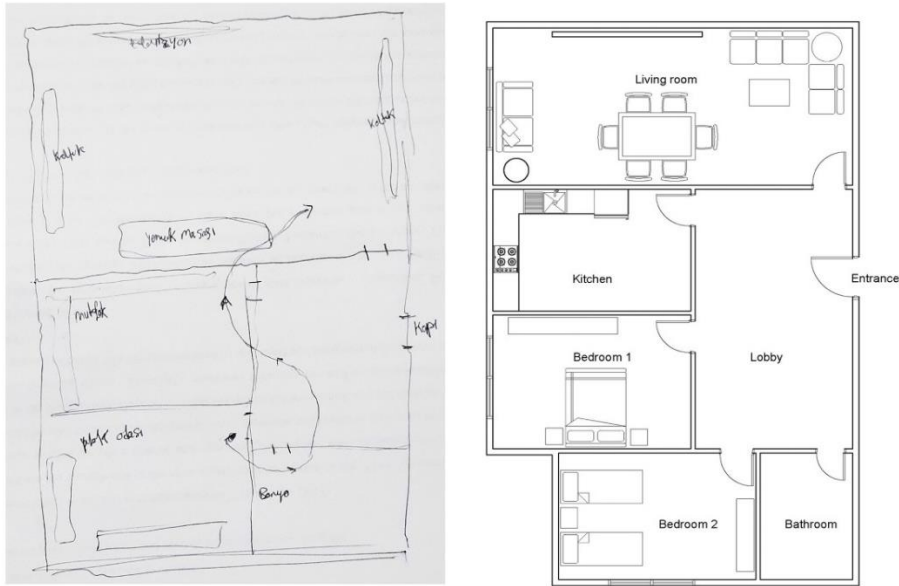 televizyon
koltuk
koltuk
yemek masası
mutfak
Kapı
yatak odası
Banyo
Living room
Kitchen
Entrance
Bedroom 1
Lobby
Bedroom 2
Bathroom